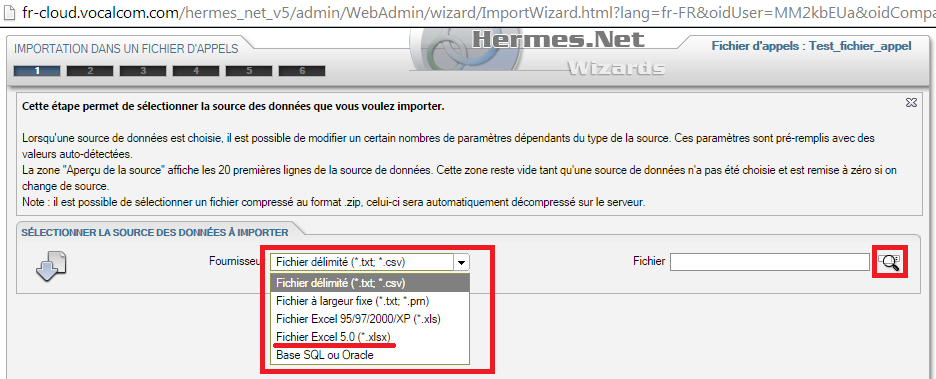 fr-cloud.vocalcom.com/hermes_net_v5/admin/WebAdmin/wizard/ImportWizard.html?lang=fr-FR&oidUser=MM2kbEUa&oidCompa
IMPORTATION DANS UN FICHIER D'APPELS
Hermes.Net
Wizards
Fichier d'appels : Test_fichier_appel
1 2 3 4 5 6
Cette étape permet de sélectionner la source des données que vous voulez importer.
Lorsqu'une source de données est choisie, il est possible de modifier un certain nombres de paramètres dépendants du type de la source. Ces paramètres sont pré-remplis avec des
valeurs auto-détectées.
La zone "Aperçu de la source" affiche les 20 premières lignes de la source de données. Cette zone reste vide tant qu'une source de données n'a pas été choisie et est remise à zéro si on
change de source.
Note : il est possible de sélectionner un fichier compressé au format .zip, celui-ci sera automatiquement décompressé sur le serveur.
SÉLECTIONNER LA SOURCE DES DONNÉES À IMPORTER
Fournisseu Fichier délimité (*.txt; *.csv) Fichier
Fichier délimité (*.txt; *.csv)
Fichier à largeur fixe (*.txt; *.prn)
Fichier Excel 95/97/2000/XP (*.xls)
Fichier Excel 5.0 (*.xlsx)
Base SQL ou Oracle